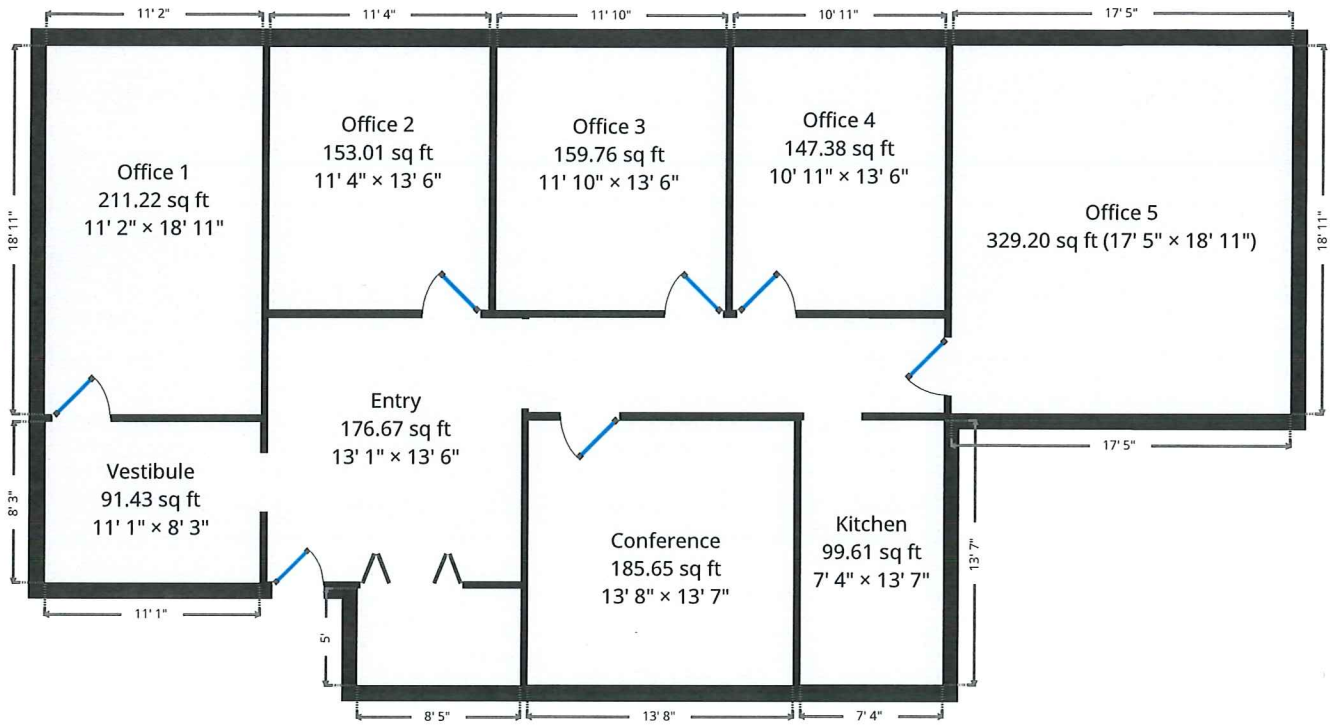 11' 2"
11' 4"
11' 10"
10' 11"
17' 5"
18' 11"
Office 1
211.22 sq ft
11' 2" × 18' 11"
Office 2
153.01 sq ft
11' 4" × 13' 6"
Office 3
159.76 sq ft
11' 10" × 13' 6"
Office 4
147.38 sq ft
10' 11" × 13' 6"
Office 5
329.20 sq ft (17' 5" × 18' 11")
18' 11"
Entry
176.67 sq ft
13' 1" × 13' 6"
17' 5"
8' 3"
Vestibule
91.43 sq ft
11' 1" × 8' 3"
Conference
185.65 sq ft
13' 8" × 13' 7"
Kitchen
99.61 sq ft
7' 4" × 13' 7"
13' 7"
11' 1"
5'
8' 5"
13' 8"
7' 4"